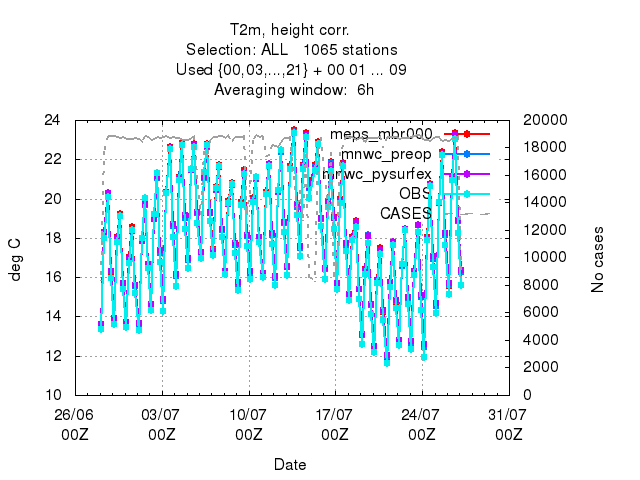 T2m, height corr.
Selection: ALL 1065 stations
Used {00,03,...,21} + 00 01 ... 09
Averaging window: 6h
24
22
20
18
16
14
12
10
deg C
20000
18000
16000
14000
12000
10000
8000
6000
4000
2000
0
No cases
meps_mbr000
mnwc_preop
mnwc_pysurfex
OBS
CASES
26/06 03/07 10/07 17/07 24/07 31/07
00Z 00Z 00Z 00Z 00Z 00Z
Date